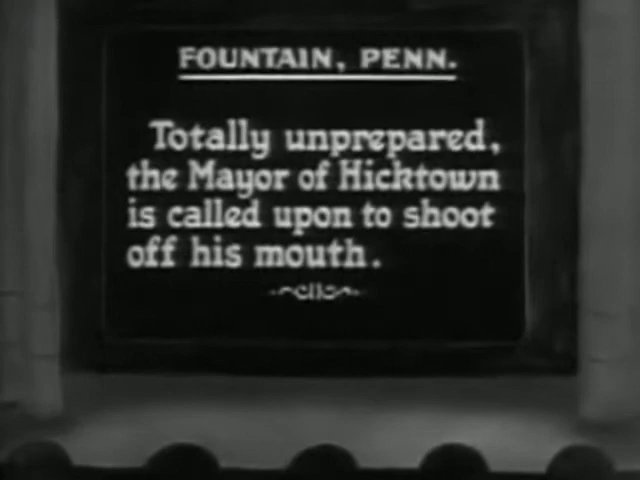 FOUNTAIN, PENN.
Totally unprepared,
the Mayor of Hicktown
is called upon to shoot
off his mouth.